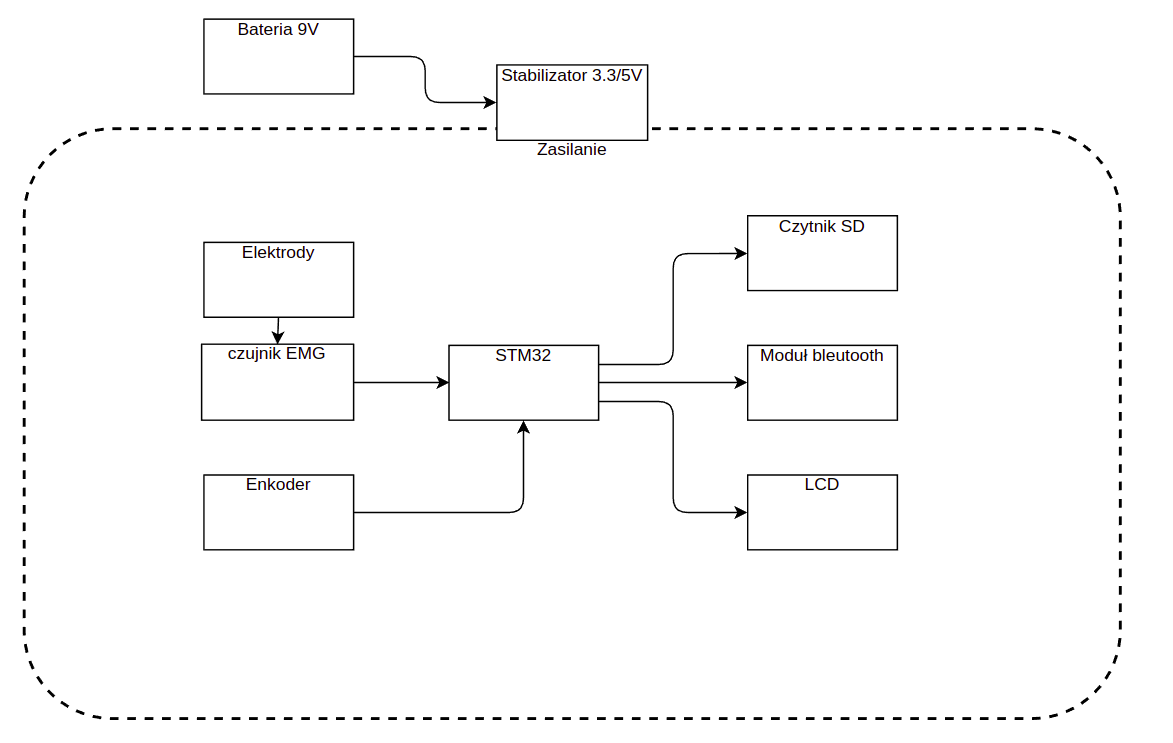 Bateria 9V
Stabilizator 3.3/5V
Zasilanie
Czytnik SD
Elektrody
czujnik EMG
STM32
Moduł bleutooth
Enkoder
LCD